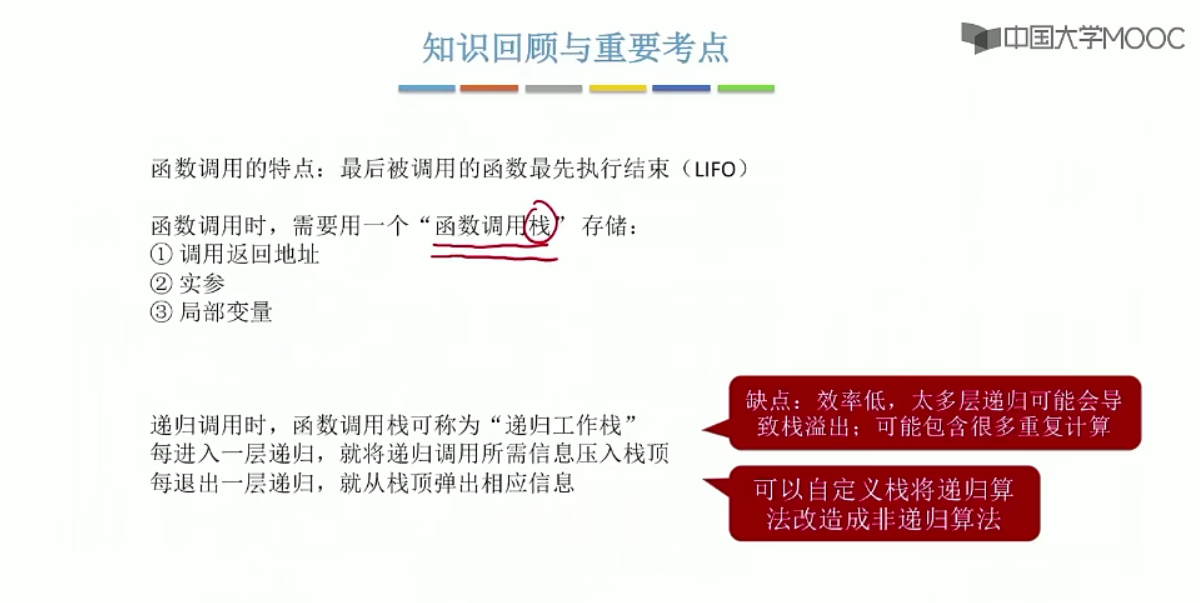 知识回顾与重要考点
中国大学MOOC
函数调用的特点：最后被调用的函数最先执行结束（LIFO）
函数调用时，需要用一个“函数调用栈” 存储：
① 调用返回地址
② 实参
③ 局部变量
递归调用时，函数调用栈可称为“递归工作栈”
每进入一层递归，就将递归调用所需信息压入栈顶
每退出一层递归，就从栈顶弹出相应信息
缺点：效率低，太多层递归可能会导
致栈溢出；可能包含很多重复计算
可以自定义栈将递归算
法改造成非递归算法